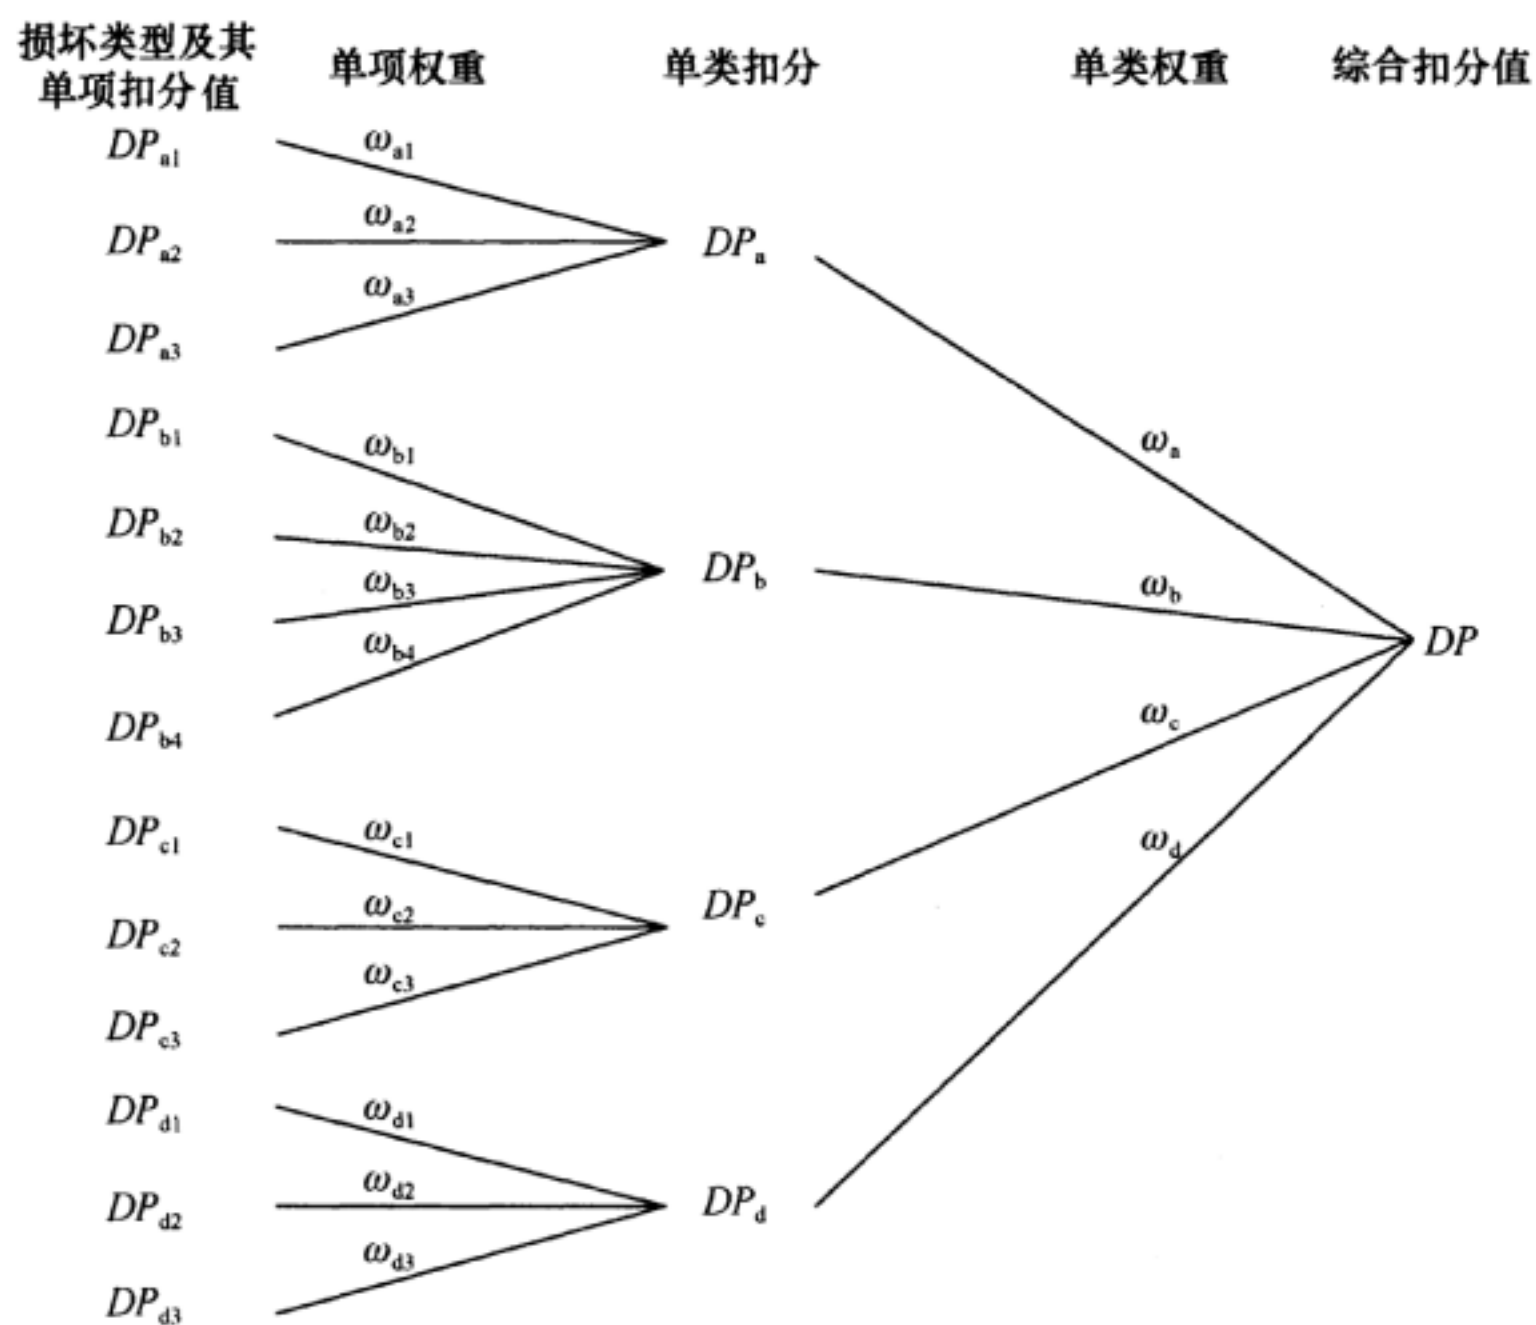 损坏类型及其
单项扣分值
单项权重
单类扣分
单类权重
综合扣分值
DPa1
ωa1
DPa2
ωa2
DPa
DPa3
ωa3
DPb1
ωb1
ωa
DPb2
ωb2
DPb3
ωb3
DPb
ωb
DPb4
ωb4
DP
ωc
DPc1
ωc1
ωd
DPc2
ωc2
DPc
DPc3
ωc3
DPd1
ωd1
DPd2
ωd2
DPd
DPd3
ωd3